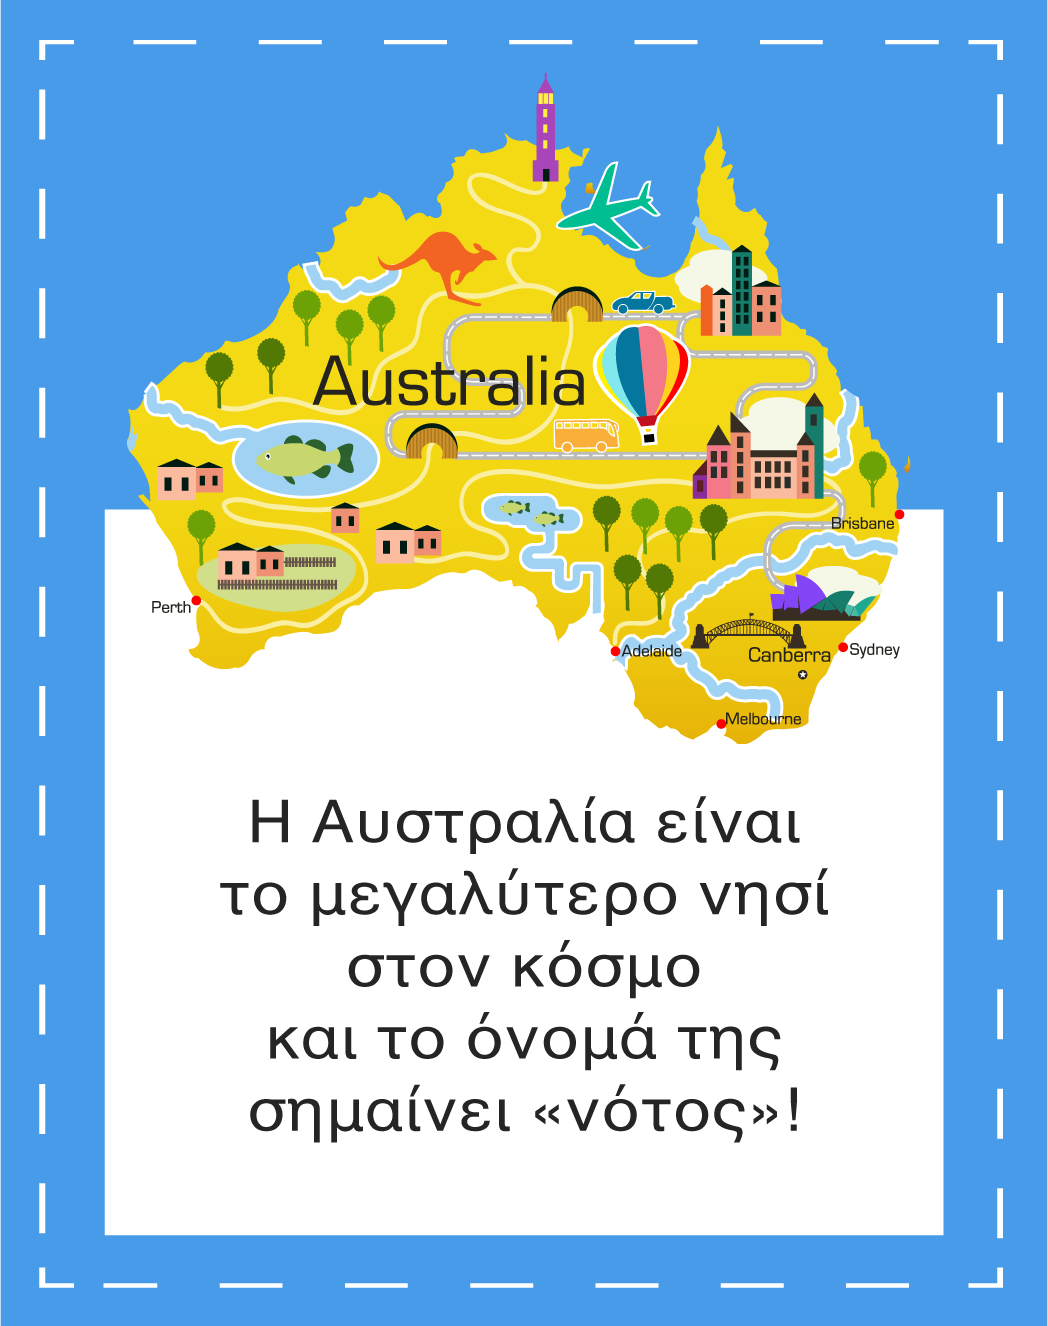 Australia
Brisbane
Perth
Adelaide
Canberra
Sydney
Melbourne
Η Αυστραλία είναι
το μεγαλύτερο νησί
στον κόσμο
και το όνομά της
σημαίνει «νότος»!